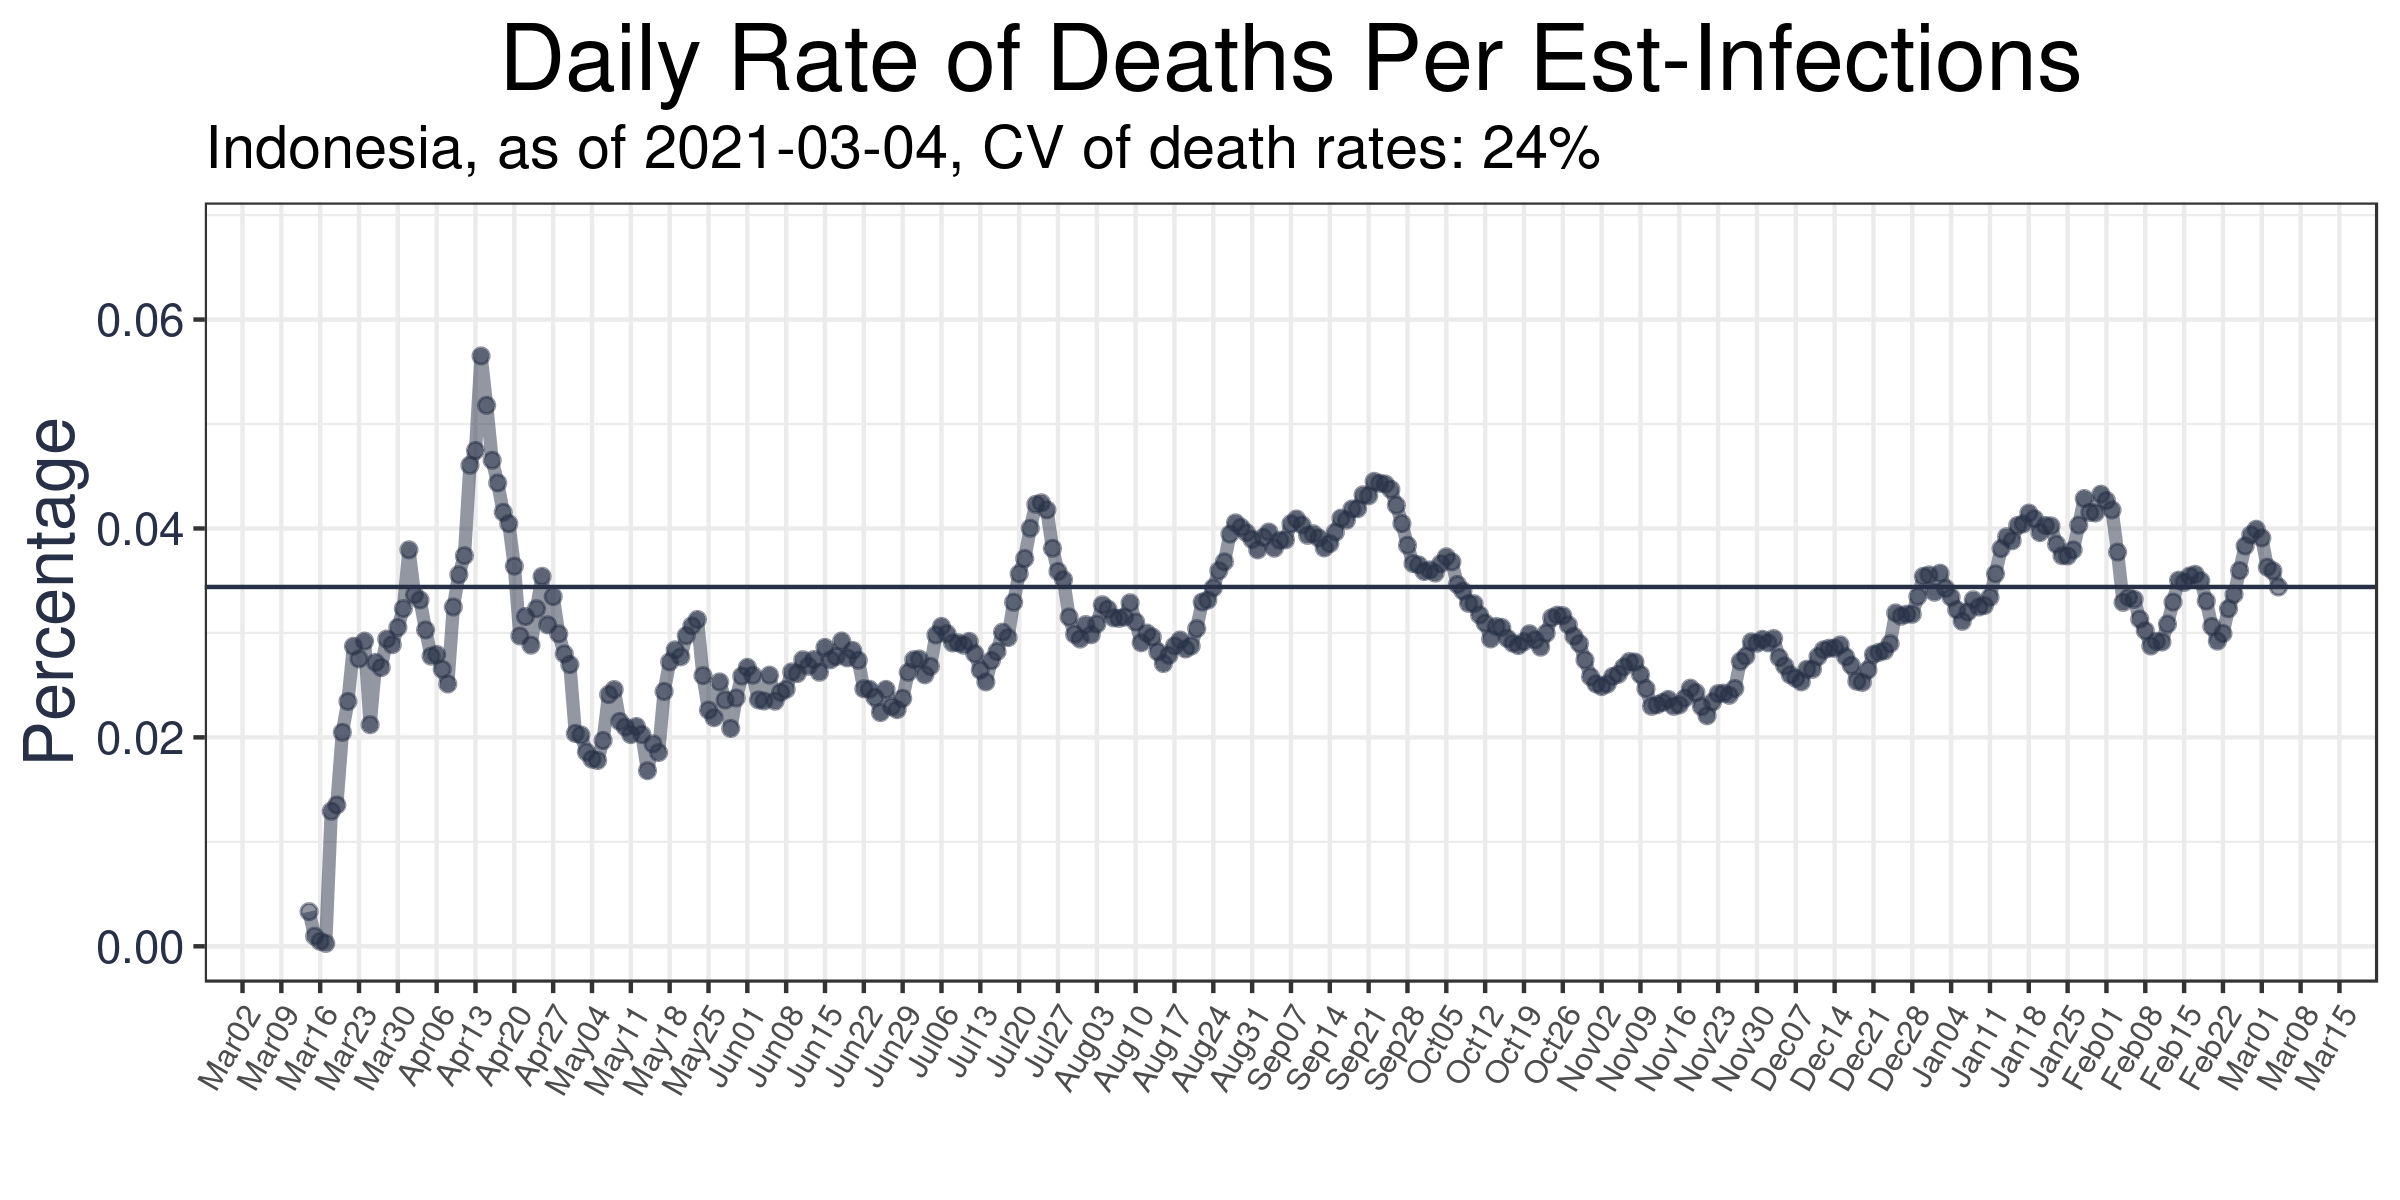 Daily Rate of Deaths Per Est-Infections
Indonesia, as of 2021-03-04, CV of death rates: 24%
Percentage
0.06
0.04
0.02
0.00
Mar02
Mar09
Mar16
Mar23
Mar30
Apr06
Apr13
Apr20
Apr27
May04
May11
May18
May25
Jun01
Jun08
Jun15
Jun22
Jun29
Jul06
Jul13
Jul20
Jul27
Aug03
Aug10
Aug17
Aug24
Aug31
Sep07
Sep14
Sep21
Sep28
Oct05
Oct12
Oct19
Oct26
Nov02
Nov09
Nov16
Nov23
Nov30
Dec07
Dec14
Dec21
Dec28
Jan04
Jan11
Jan18
Jan25
Feb01
Feb08
Feb15
Feb22
Mar01
Mar08
Mar15